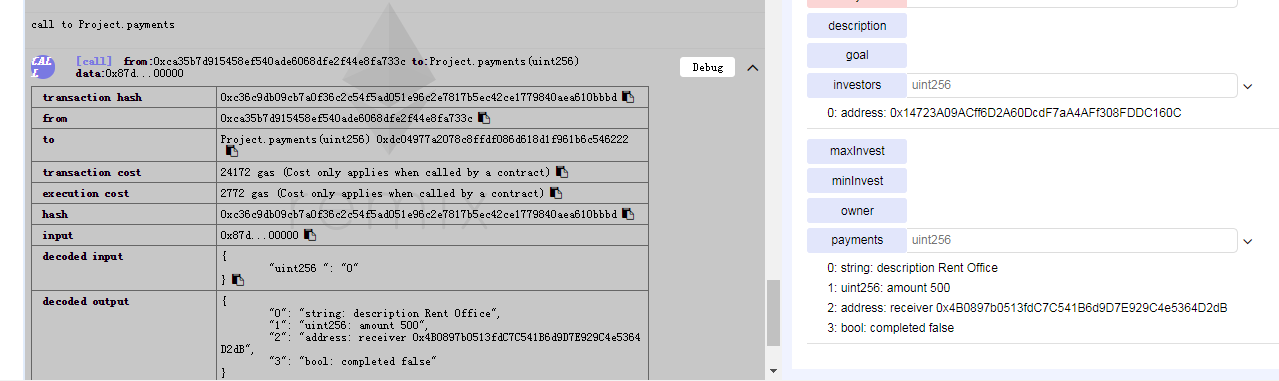 call to Project.payments
CALL
[call] from:0xca35b7d915458ef540ade6068dfe2f44e8fa733c to:Project.payments(uint256)
data:0x87d...00000
Debug
transaction hash 0xc36c9db09cb7a0f36c2c54f5ad051e96c2e7817b5ec42ce1779840aea610bbbd
from 0xca35b7d915458ef540ade6068dfe2f44e8fa733c
to Project.payments(uint256) 0xdc04977a2078c8ffdf086d618d1f961b6c546222
transaction cost 24172 gas (Cost only applies when called by a contract)
execution cost 2772 gas (Cost only applies when called by a contract)
hash 0xc36c9db09cb7a0f36c2c54f5ad051e96c2e7817b5ec42ce1779840aea610bbbd
input 0x87d...00000
decoded input {
"uint256 ": "0"
}
decoded output {
"0": "string: description Rent Office",
"1": "uint256: amount 500",
"2": "address: receiver 0x4B0897b0513fdC7C541B6d9D7E929C4e5364
D2dB",
"3": "bool: completed false"
}
remix
description
goal
investors uint256
0: address: 0x14723A09ACff6D2A60DcdF7aA4AFf308FDDC160C
maxInvest
minInvest
owner
payments uint256
0: string: description Rent Office
1: uint256: amount 500
2: address: receiver 0x4B0897b0513fdC7C541B6d9D7E929C4e5364D2dB
3: bool: completed false